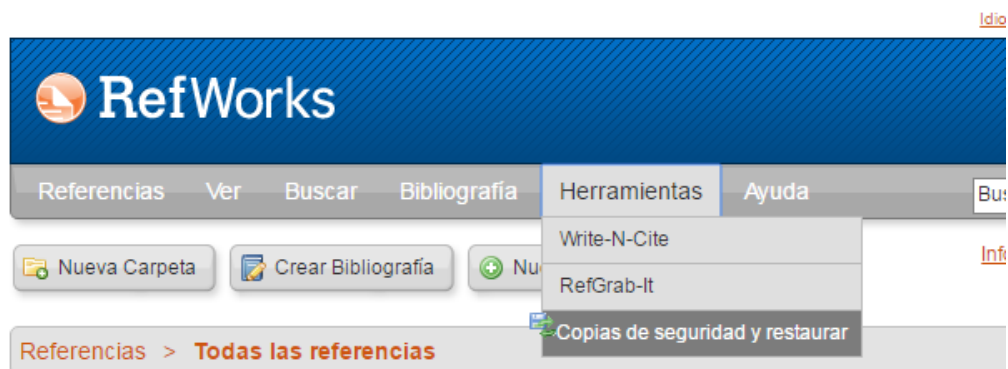 Idio
RefWorks
Referencias Ver Buscar Bibliografía Herramientas Ayuda Bus
Write-N-Cite
Nueva Carpeta Crear Bibliografía Nu Info
RefGrab-It
Copias de seguridad y restaurar
Referencias > Todas las referencias